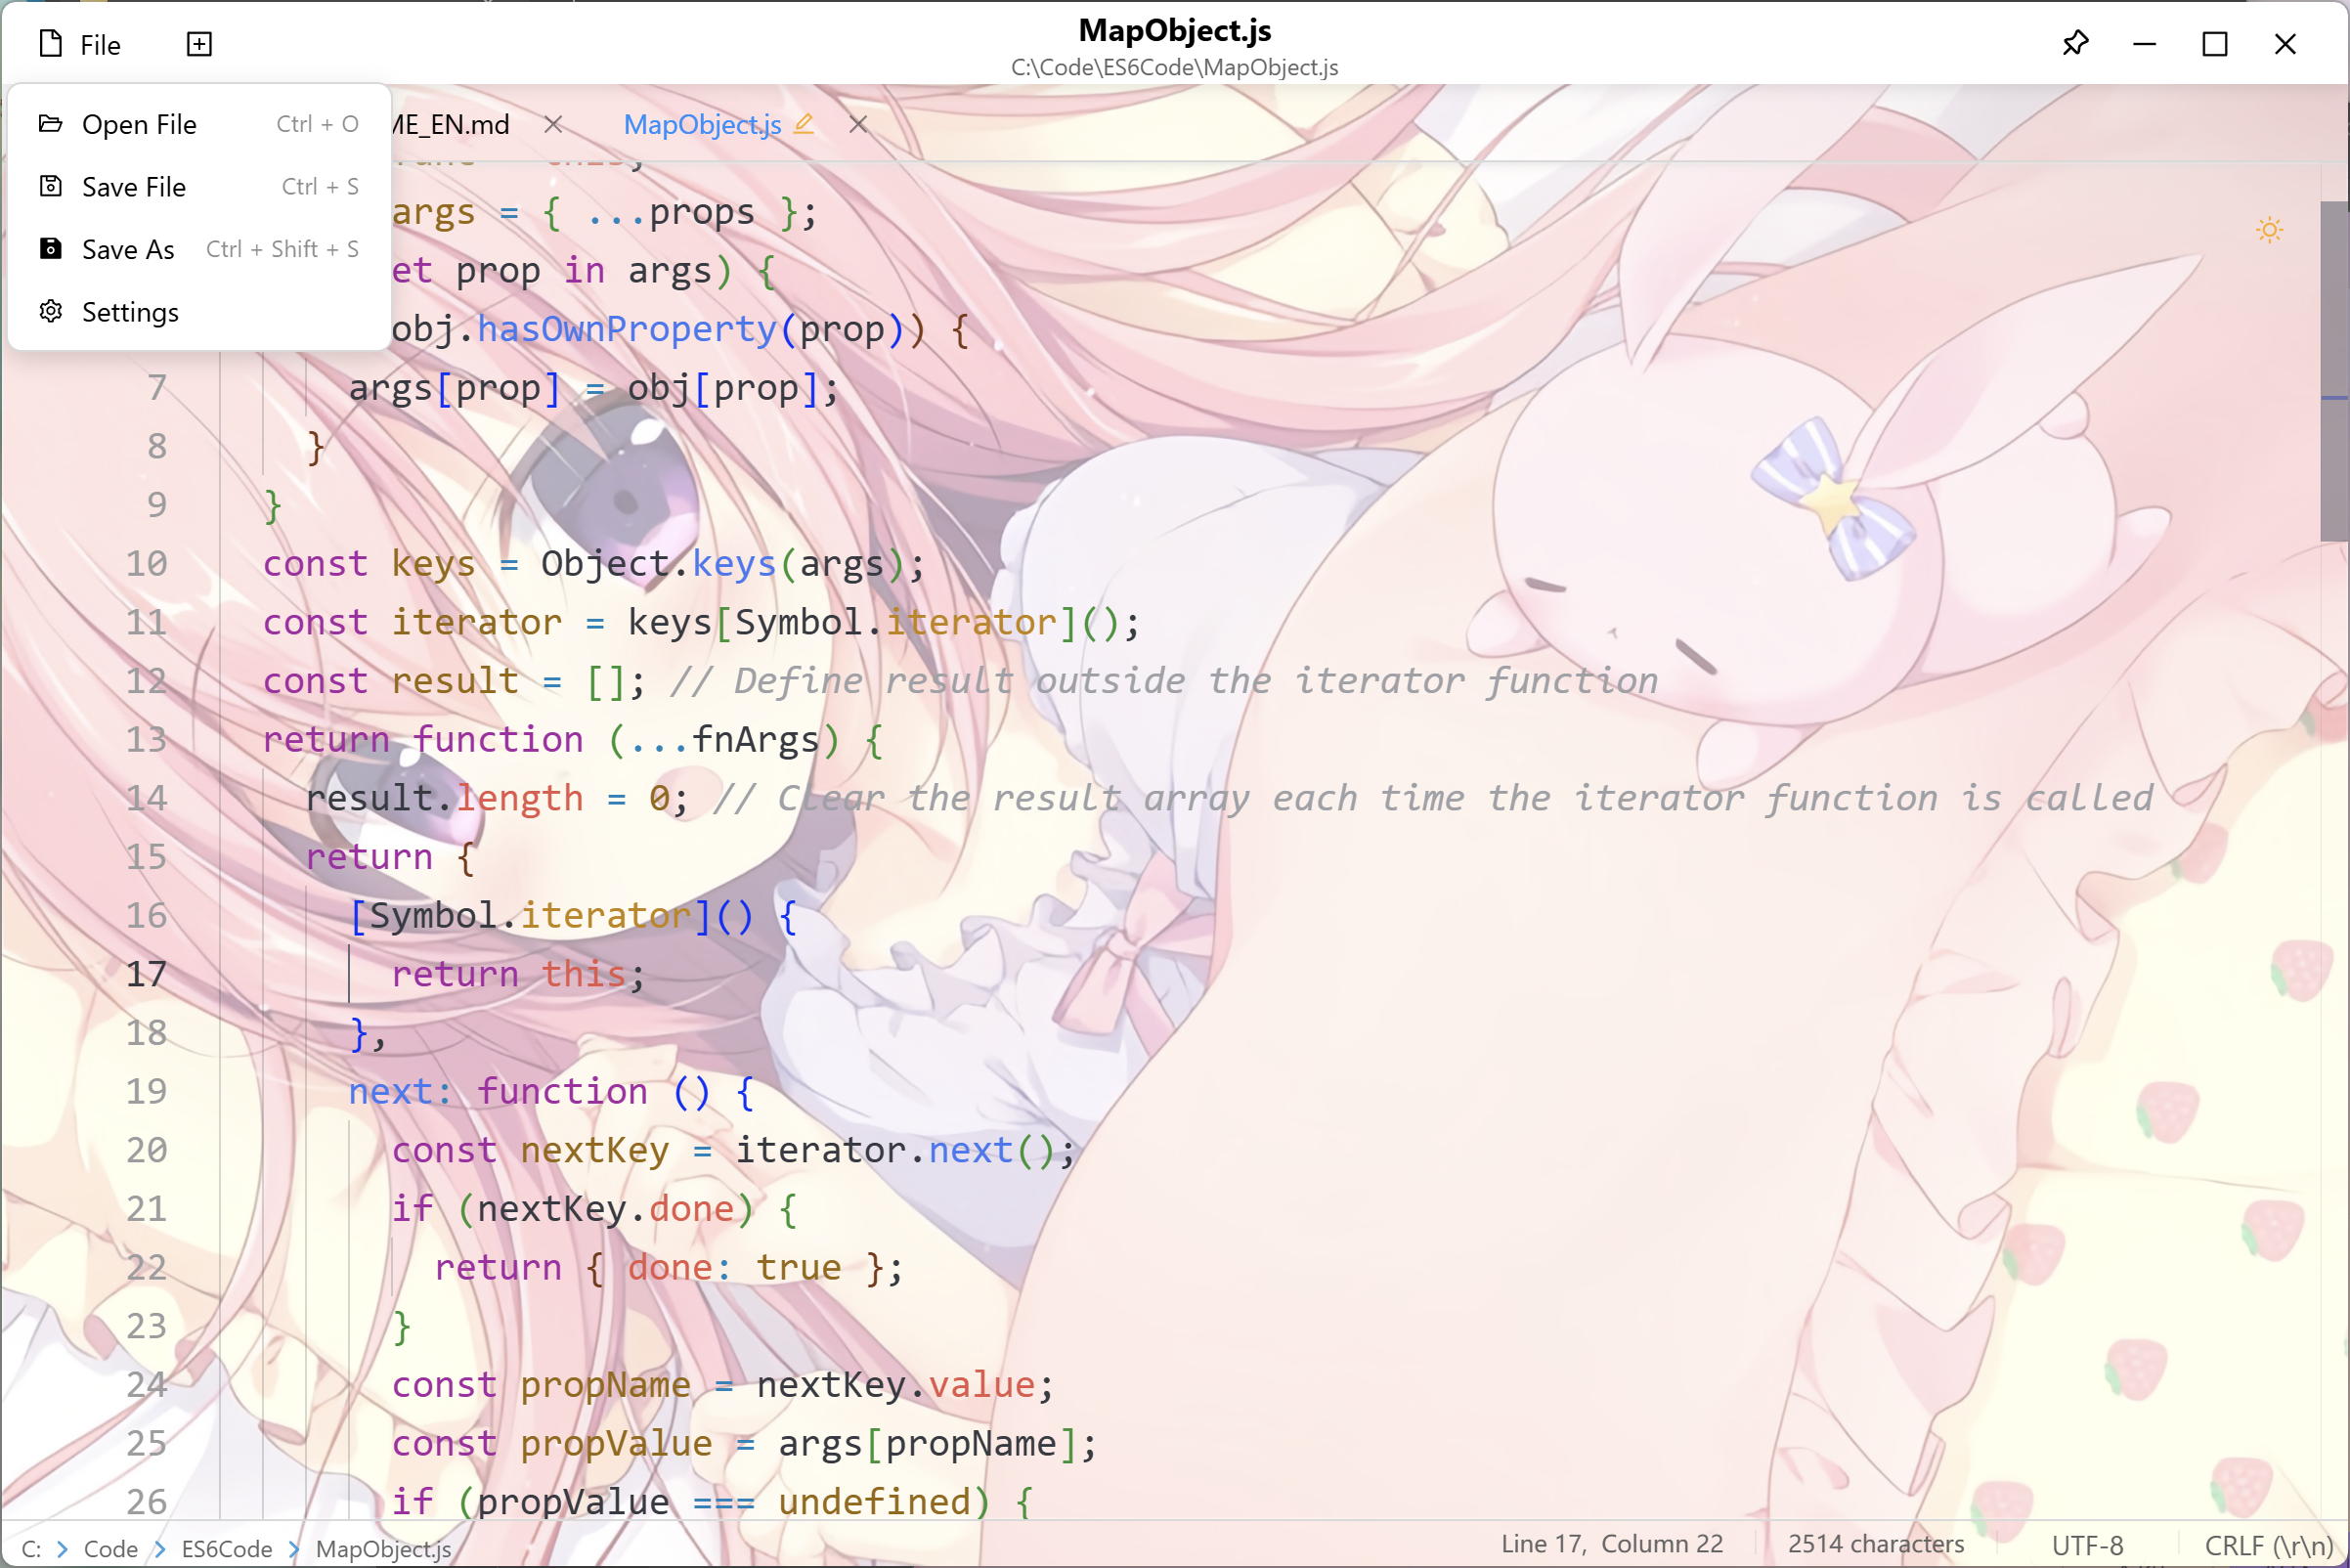 File
MapObject.js
C:\Code\ES6Code\MapObject.js
Open File Ctrl + O
Save File Ctrl + S
Save As Ctrl + Shift + S
Settings
ME_EN.md MapObject.js
args = { ...props };
et prop in args) {
obj.hasOwnProperty(prop)) {
7 args[prop] = obj[prop];
8 }
9 }
10 const keys = Object.keys(args);
11 const iterator = keys[Symbol.iterator]();
12 const result = []; // Define result outside the iterator function
13 return function (...fnArgs) {
14 result.length = 0; // Clear the result array each time the iterator function is called
15 return {
16 [Symbol.iterator]() {
17 return this;
18 },
19 next: function () {
20 const nextKey = iterator.next();
21 if (nextKey.done) {
22 return { done: true };
23 }
24 const propName = nextKey.value;
25 const propValue = args[propName];
26 if (propValue === undefined) {
C: > Code > ES6Code > MapObject.js Line 17, Column 22 2514 characters UTF-8 CRLF (\r\n)